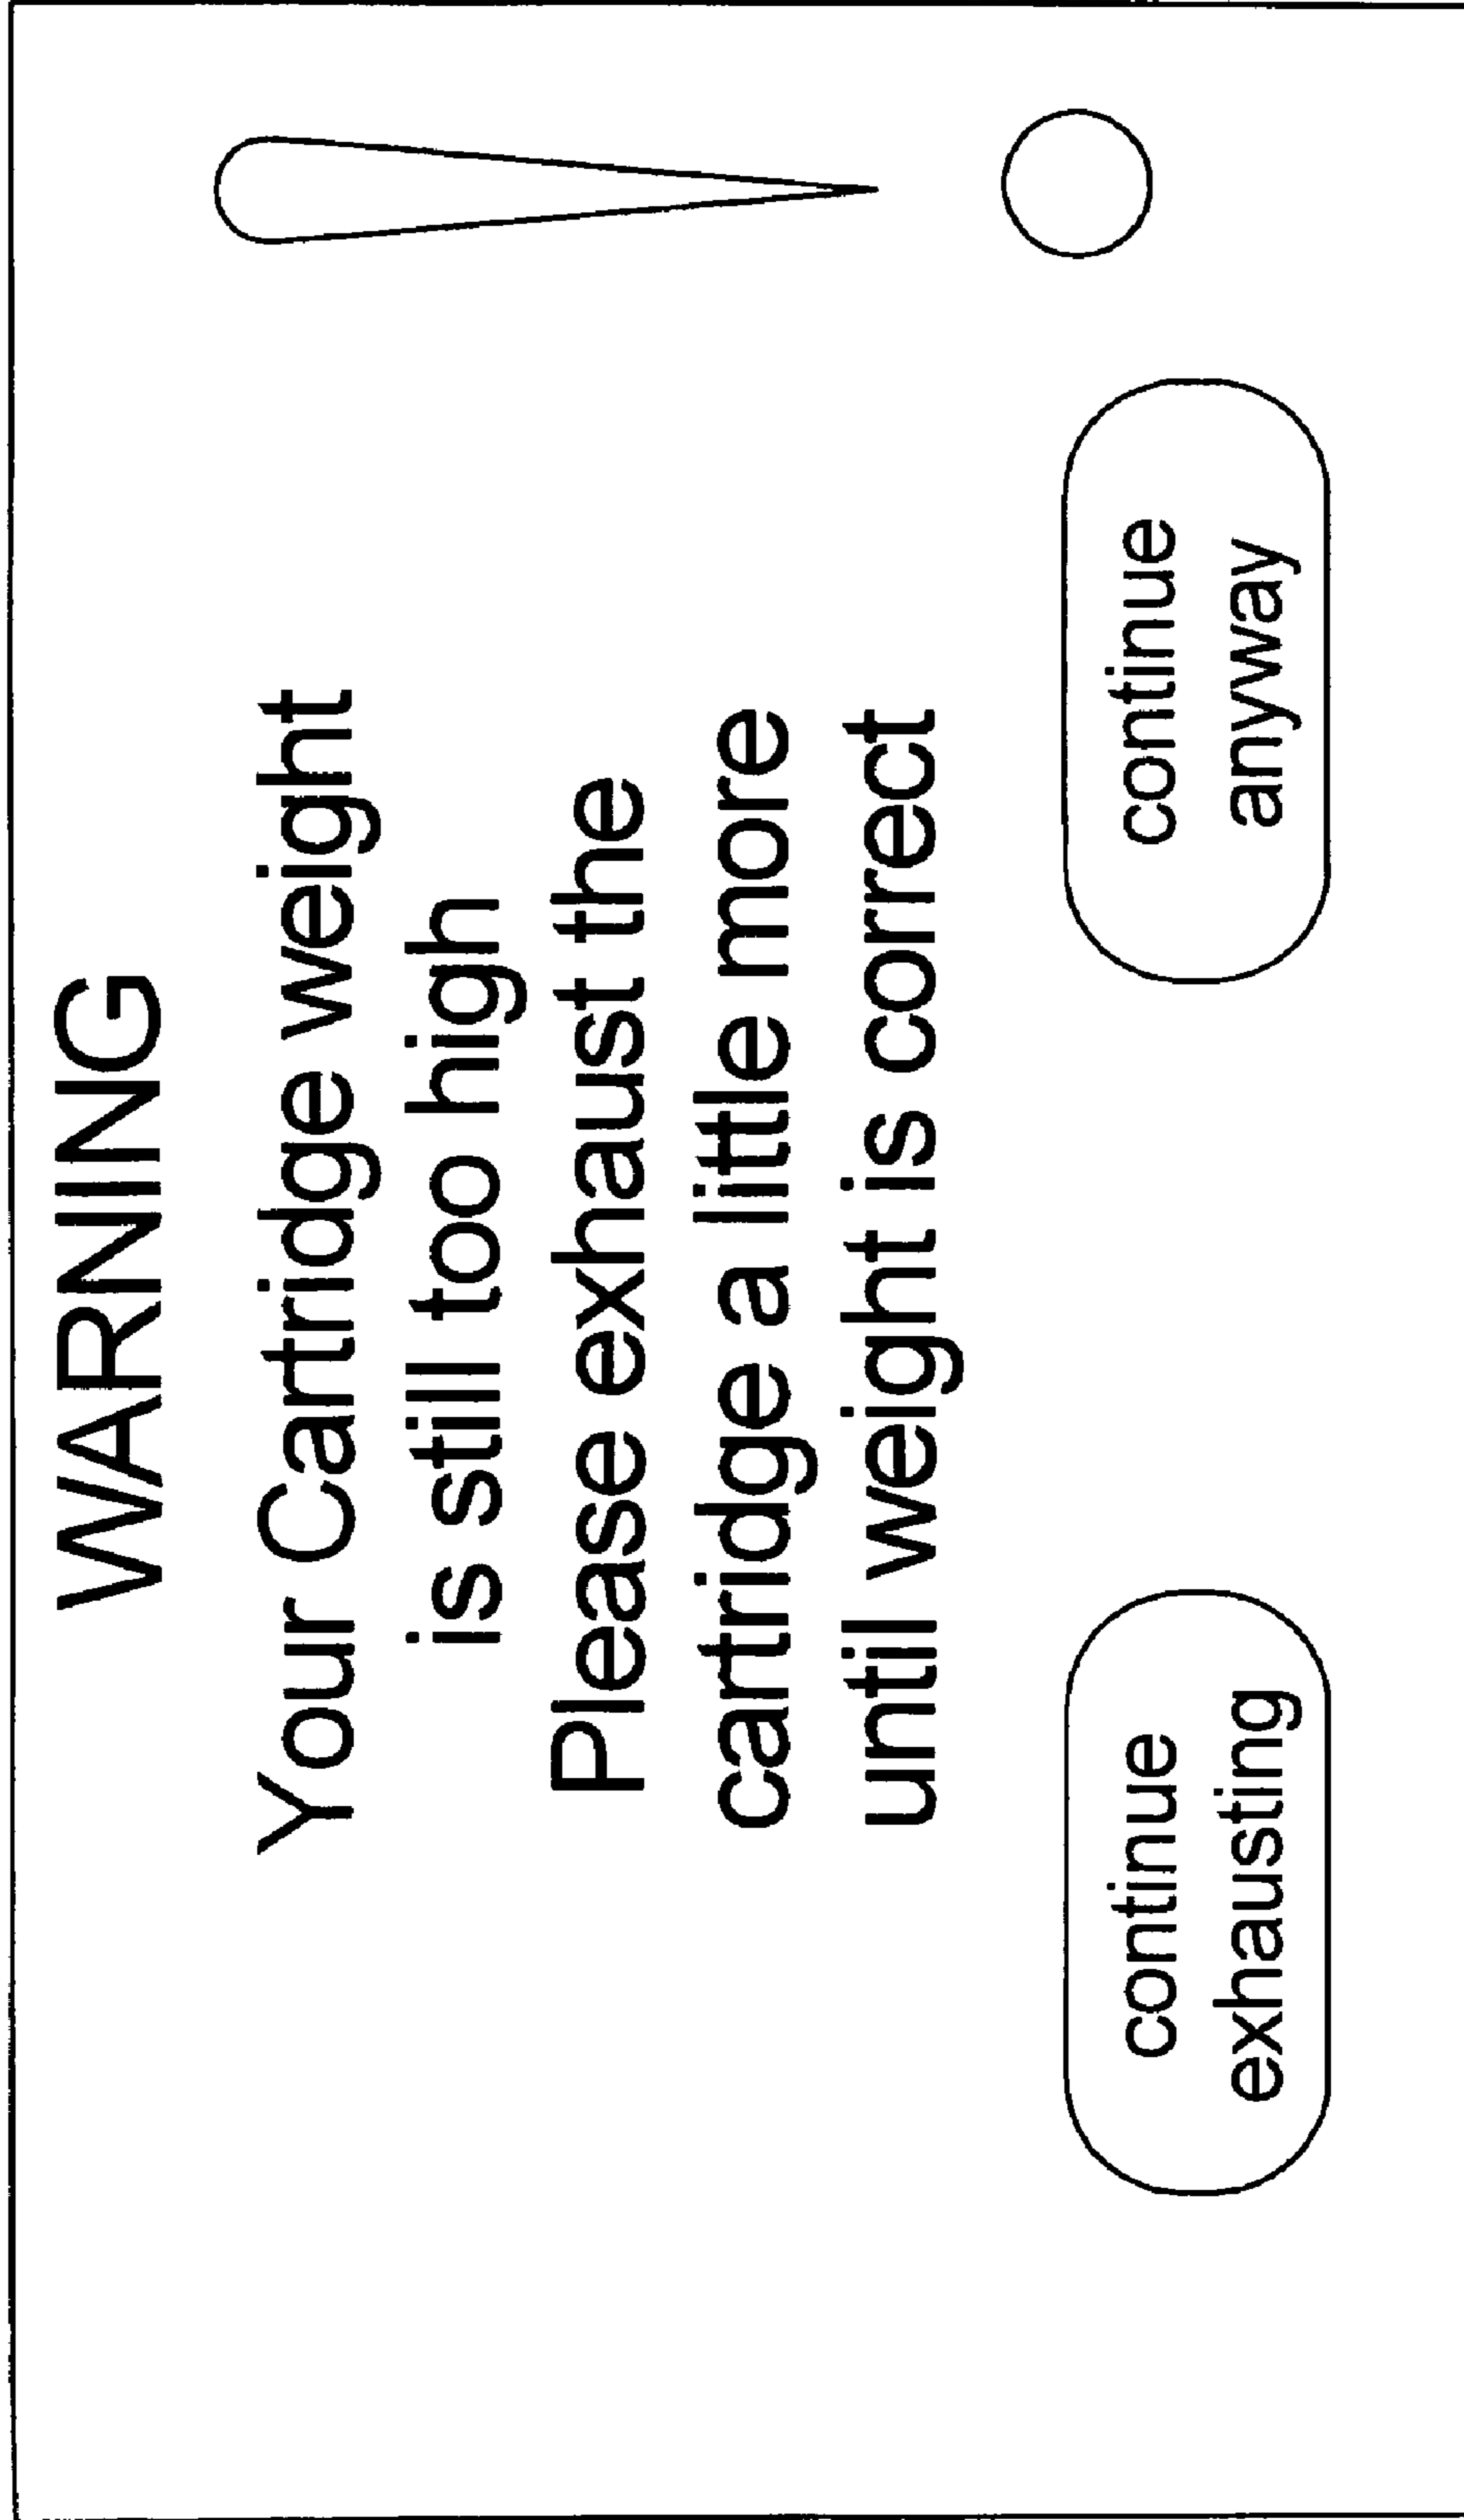 WARNING
Your Cartridge weight
is still too high
Please exhaust the
cartridge a little more
until weight is correct
continue
exhausting
continue
anyway